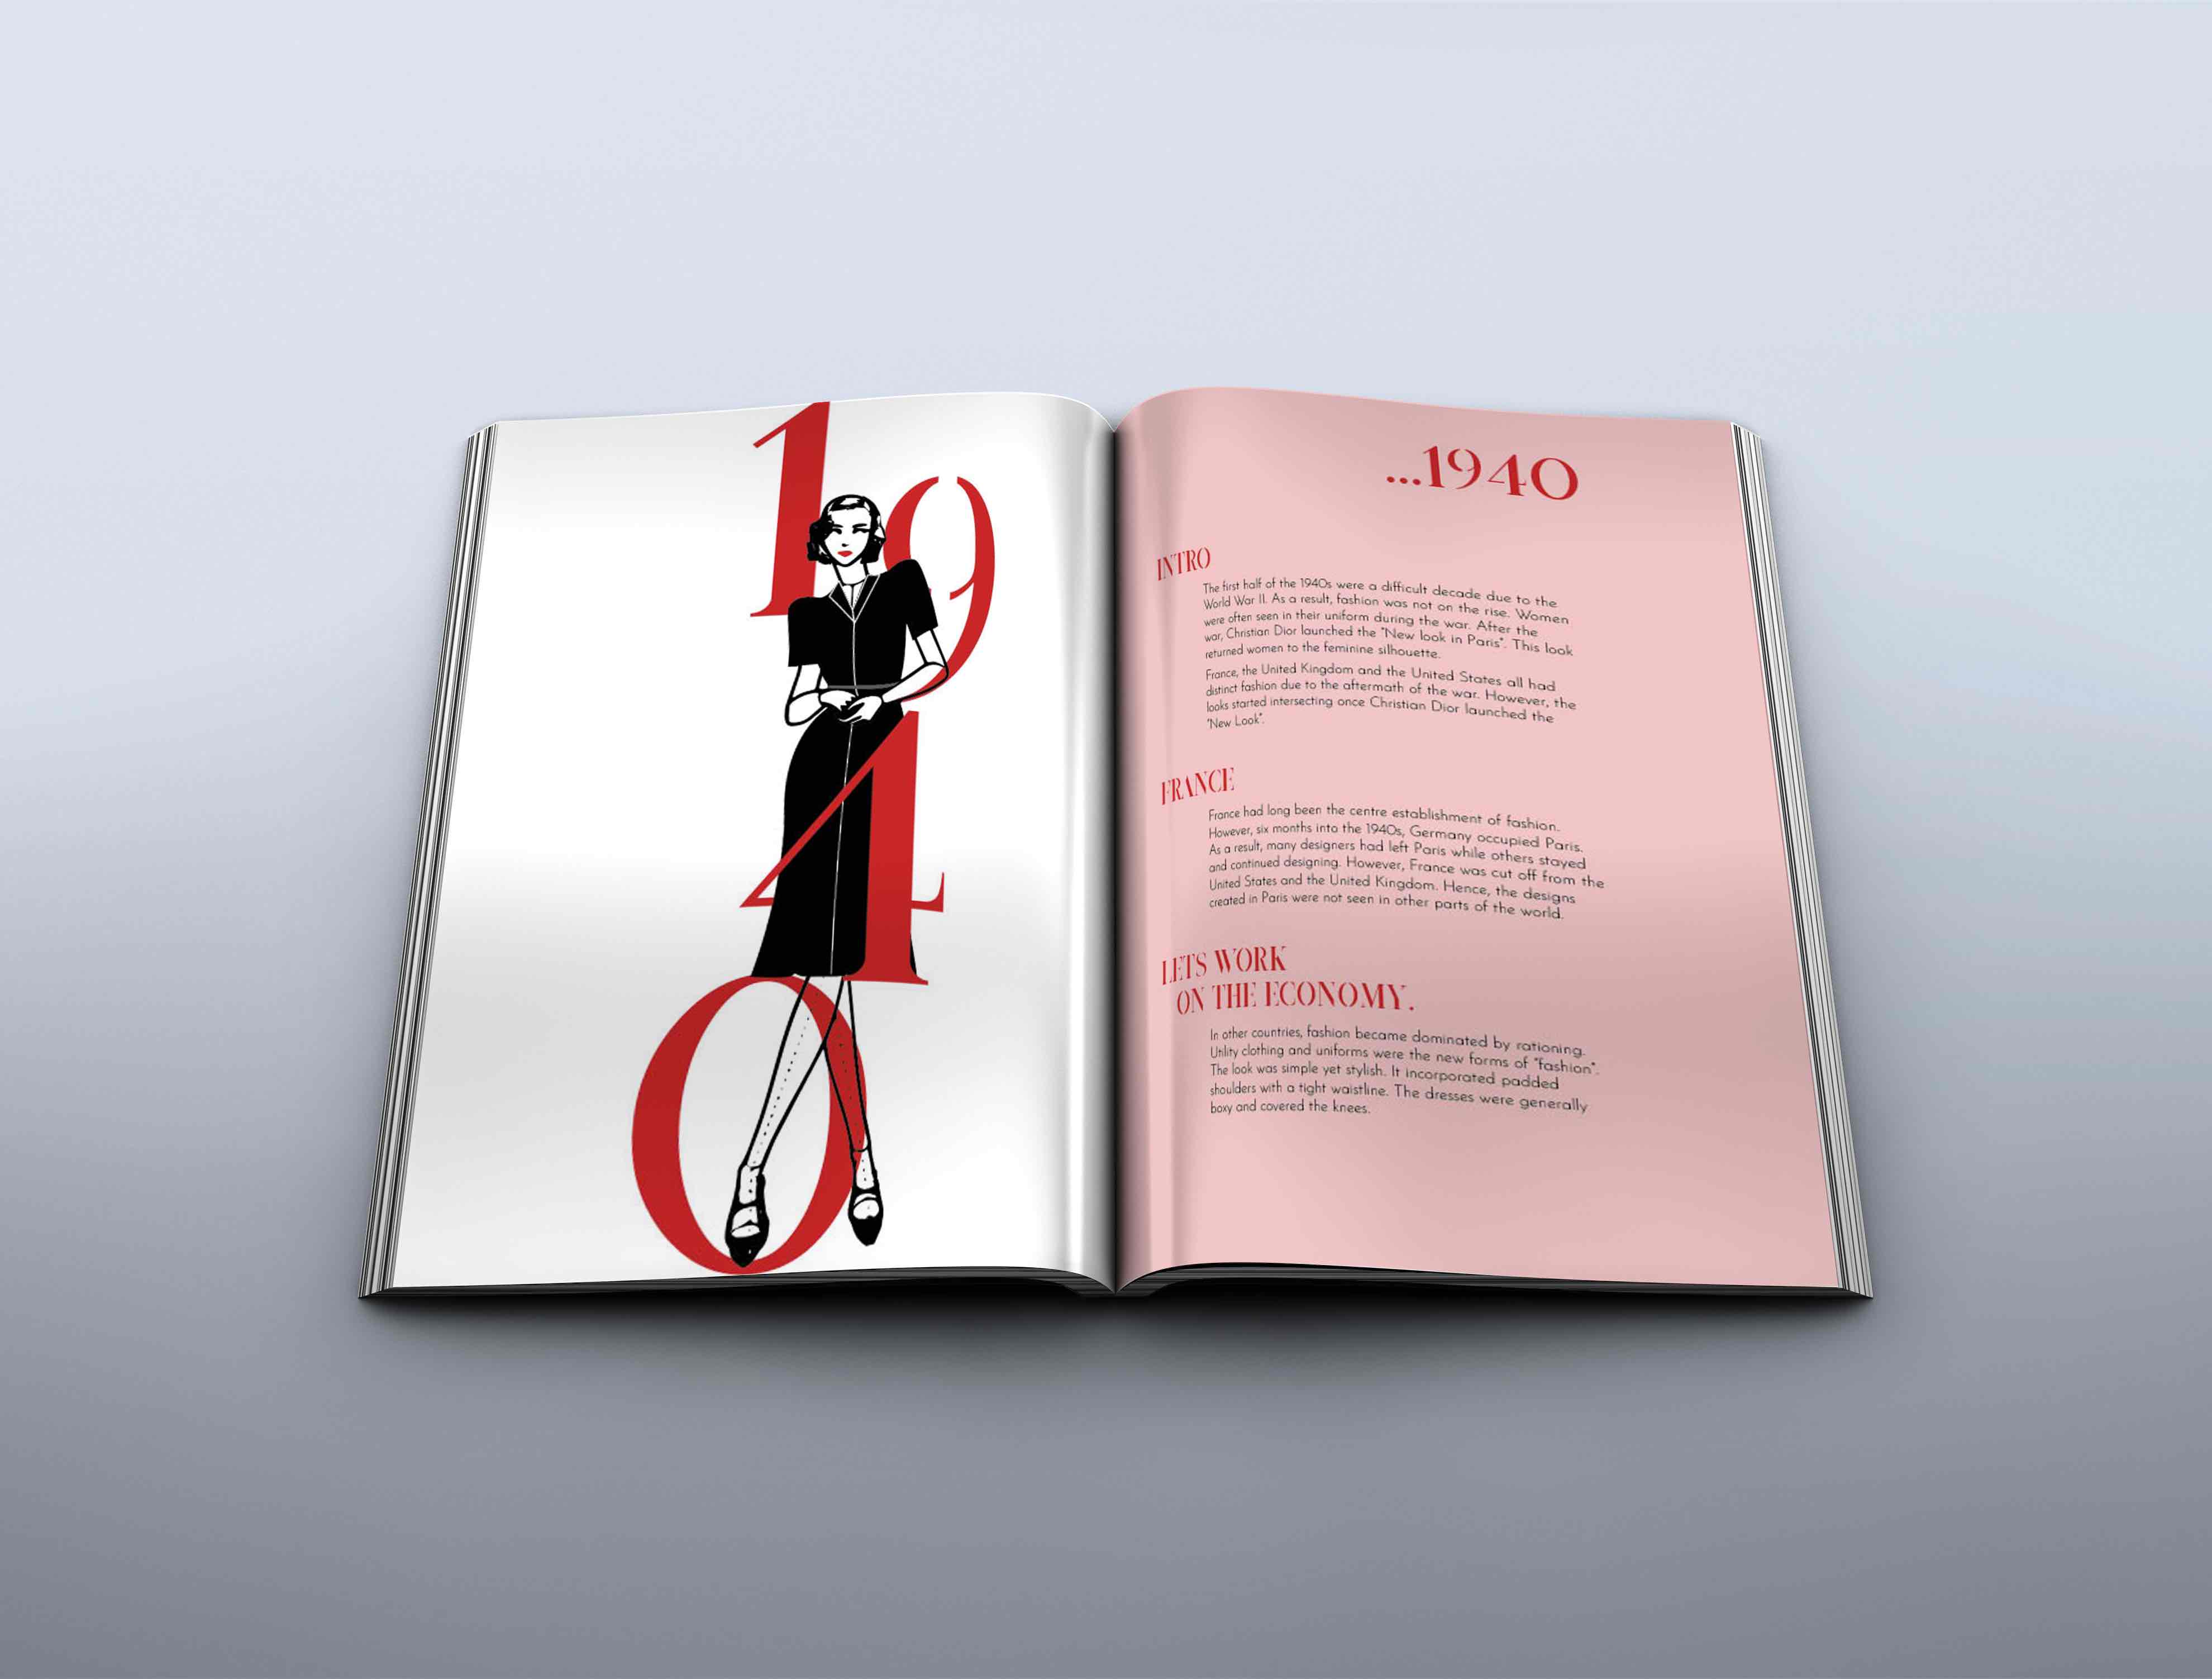 1
9
4
0
...1940
INTRO
The first half of the 1940s were a difficult decade due to the
World War II. As a result, fashion was not on the rise. Women
were often seen in their uniform during the war. After the
war, Christian Dior launched the "New look in Paris". This look
returned women to the feminine silhouette.
France, the United Kingdom and the United States all had
distinct fashion due to the aftermath of the war. However, the
looks started intersecting once Christian Dior launched the
"New Look".
FRANCE
France had long been the centre establishment of fashion.
However, six months into the 1940s, Germany occupied Paris.
As a result, many designers had left Paris while others stayed
and continued designing. However, France was cut off from the
United States and the United Kingdom. Hence, the designs
created in Paris were not seen in other parts of the world.
LETS WORK
ON THE ECONOMY.
In other countries, fashion became dominated by rationing.
Utility clothing and uniforms were the new forms of "fashion".
The look was simple yet stylish. It incorporated padded
shoulders with a tight waistline. The dresses were generally
boxy and covered the knees.